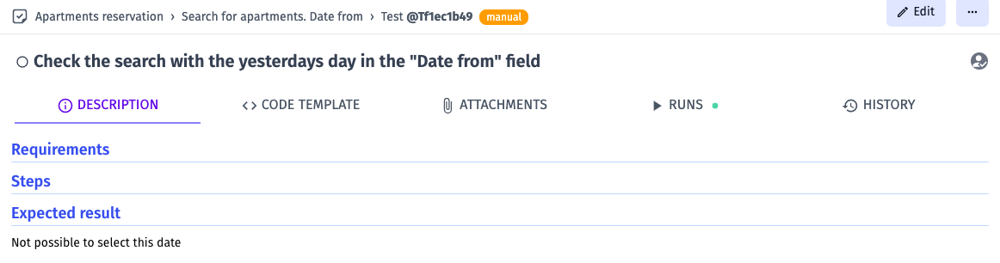 Apartments reservation › Search for apartments. Date from › Test @Tf1ec1b49 manual
Edit ...
Check the search with the yesterdays day in the "Date from" field
DESCRIPTION <> CODE TEMPLATE ATTACHMENTS RUNS HISTORY
Requirements
Steps
Expected result
Not possible to select this date